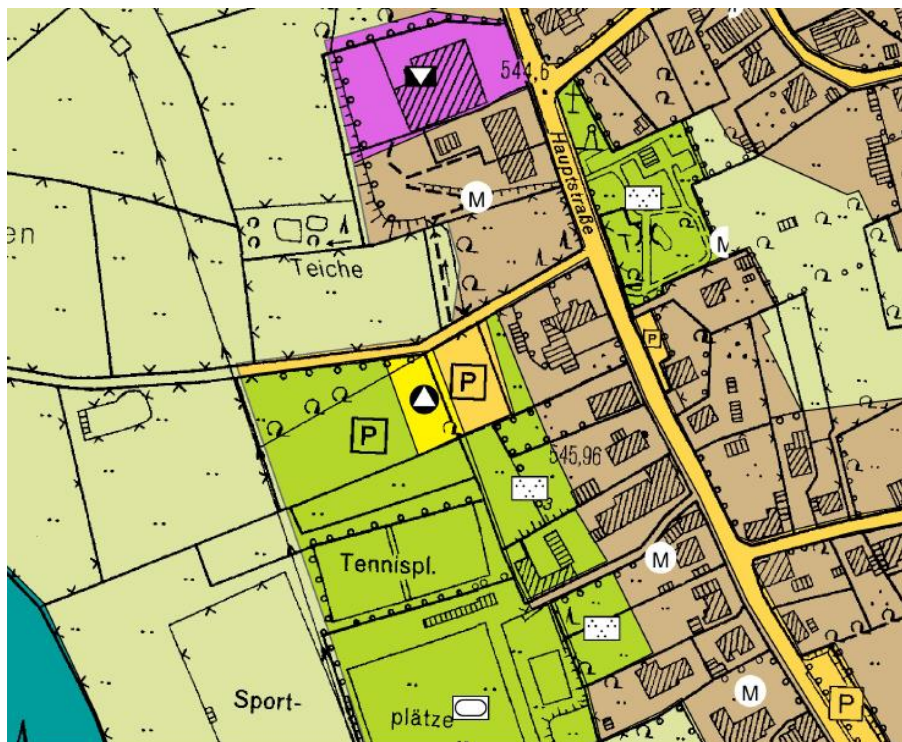 M
544,6
Hauptstraße
M
M
en
Teiche
P
P
P
545,96
Tennispl.
M
Sport-
plätze
M
P